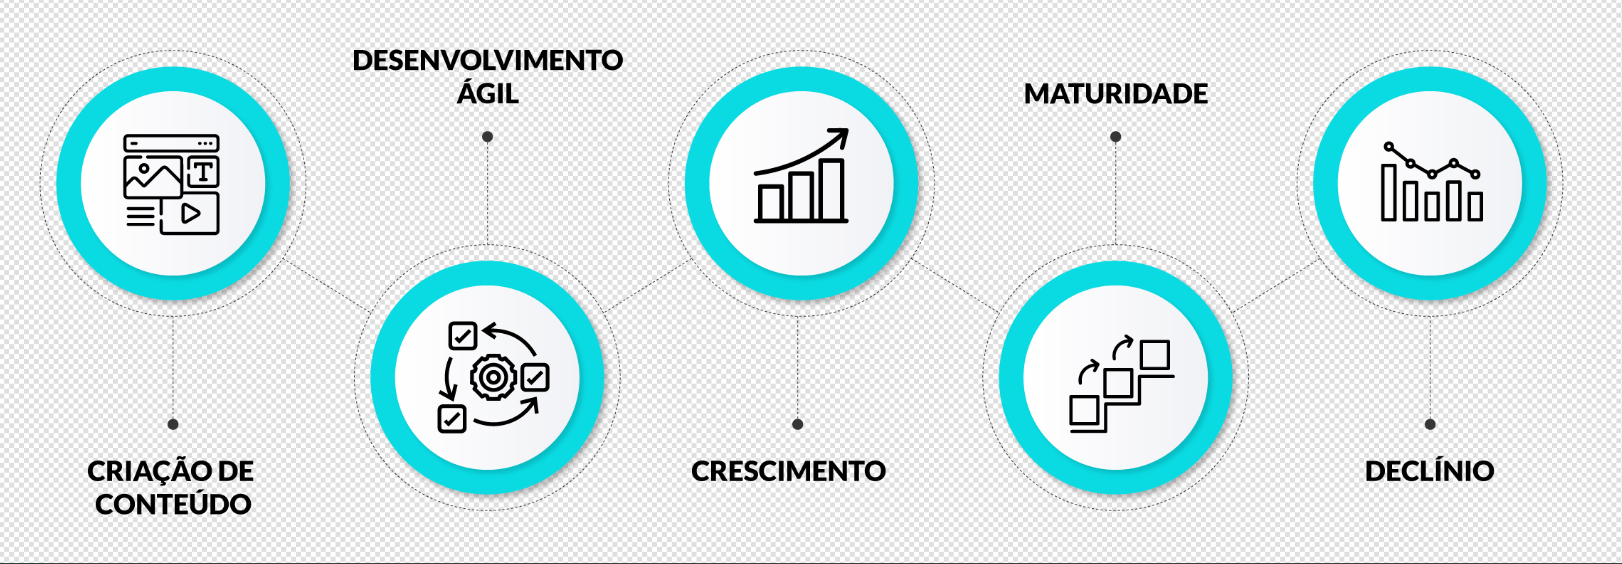 CRIAÇÃO DE
CONTEÚDO
DESENVOLVIMENTO
ÁGIL
CRESCIMENTO
MATURIDADE
DECLÍNIO